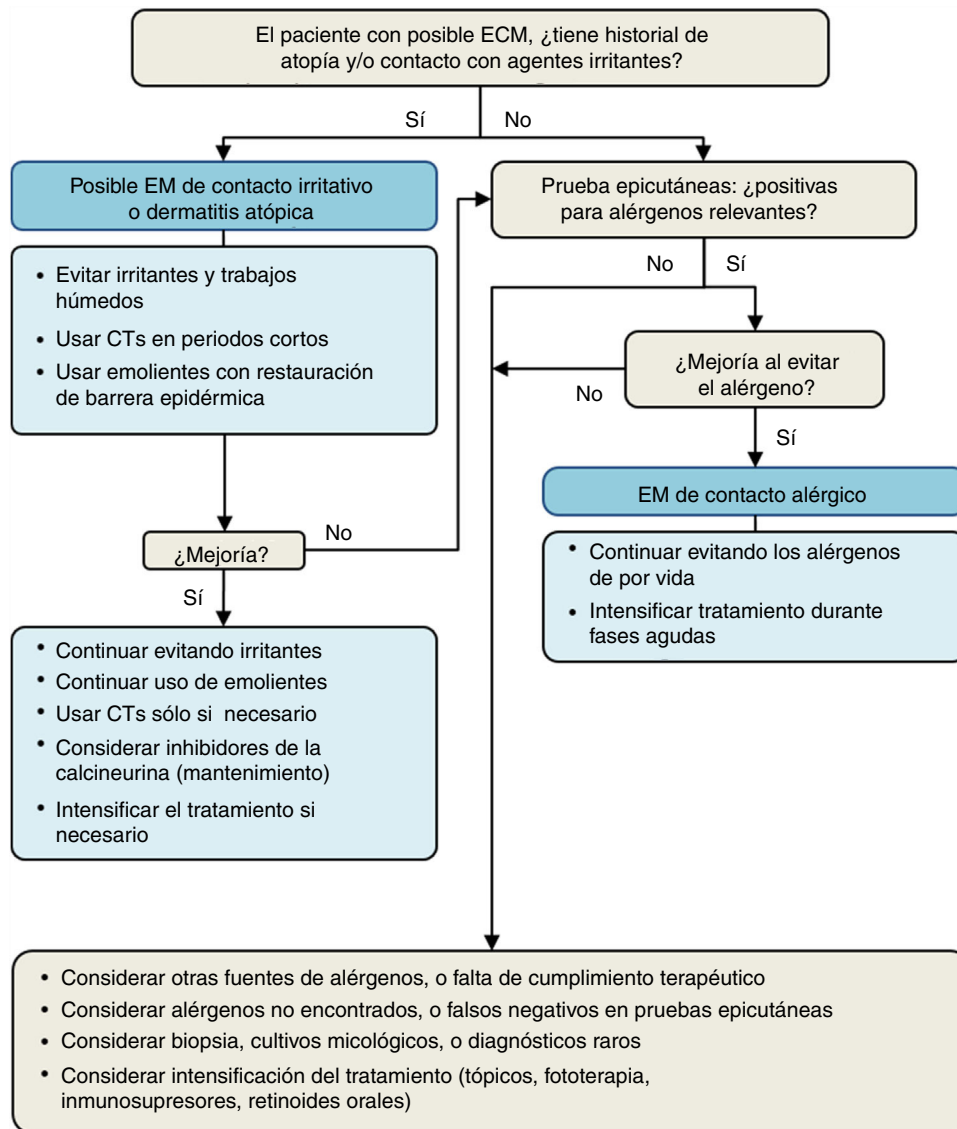 El paciente con posible ECM, ¿tiene historial de
atopía y/o contacto con agentes irritantes?
Sí
No
Posible EM de contacto irritativo
o dermatitis atópica
Prueba epicutáneas: ¿positivas
para alérgenos relevantes?
• Evitar irritantes y trabajos
húmedos
• Usar CTs en periodos cortos
• Usar emolientes con restauración
de barrera epidérmica
No
Sí
¿Mejoría al evitar
el alérgeno?
No
Sí
EM de contacto alérgico
• Continuar evitando los alérgenos
de por vida
• Intensificar tratamiento durante
fases agudas
¿Mejoría?
No
Sí
• Continuar evitando irritantes
• Continuar uso de emolientes
• Usar CTs sólo si necesario
• Considerar inhibidores de la
calcineurina (mantenimiento)
• Intensificar el tratamiento si
necesario
• Considerar otras fuentes de alérgenos, o falta de cumplimiento terapéutico
• Considerar alérgenos no encontrados, o falsos negativos en pruebas epicutáneas
• Considerar biopsia, cultivos micológicos, o diagnósticos raros
• Considerar intensificación del tratamiento (tópicos, fototerapia,
inmunosupresores, retinoides orales)